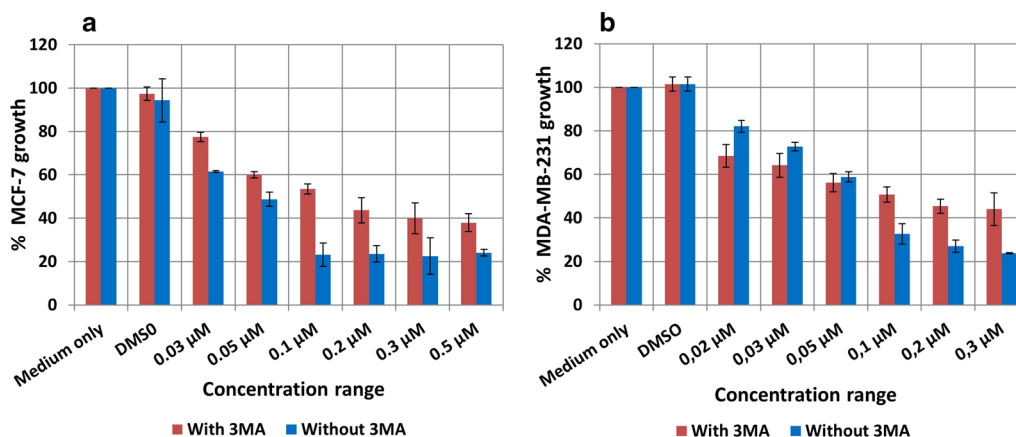 a
% MCF-7 growth
120
100
80
60
40
20
0
Medium only
DMS0
0.03 µM
0.05 µM
0.1 µM
0.2 µM
0.3 µM
0.5 µM
Concentration range
With 3MA
Without 3MA
b
% MDA-MB-231 growth
120
100
80
60
40
20
0
Medium only
DMSO
0,02 µM
0,03 µM
0,05 µM
0,1 µM
0,2 µM
0,3 µM
Concentration range
With 3MA
Without 3MA